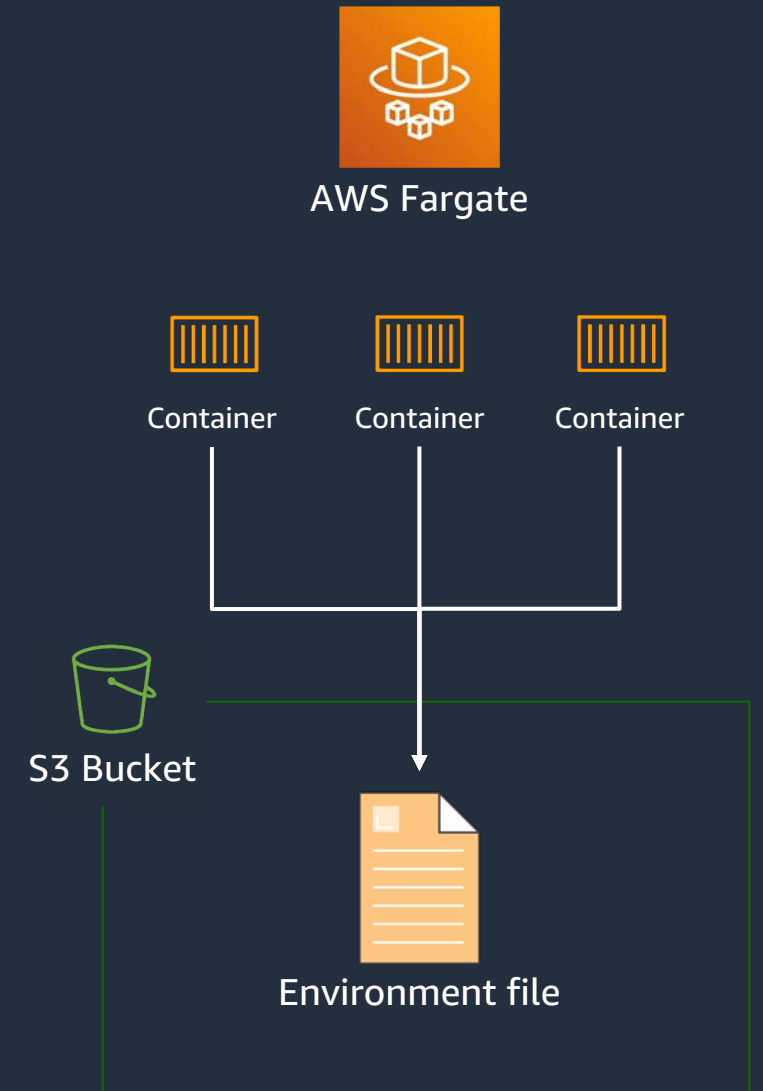 AWS Fargate
Container
Container
Container
S3 Bucket
Environment file